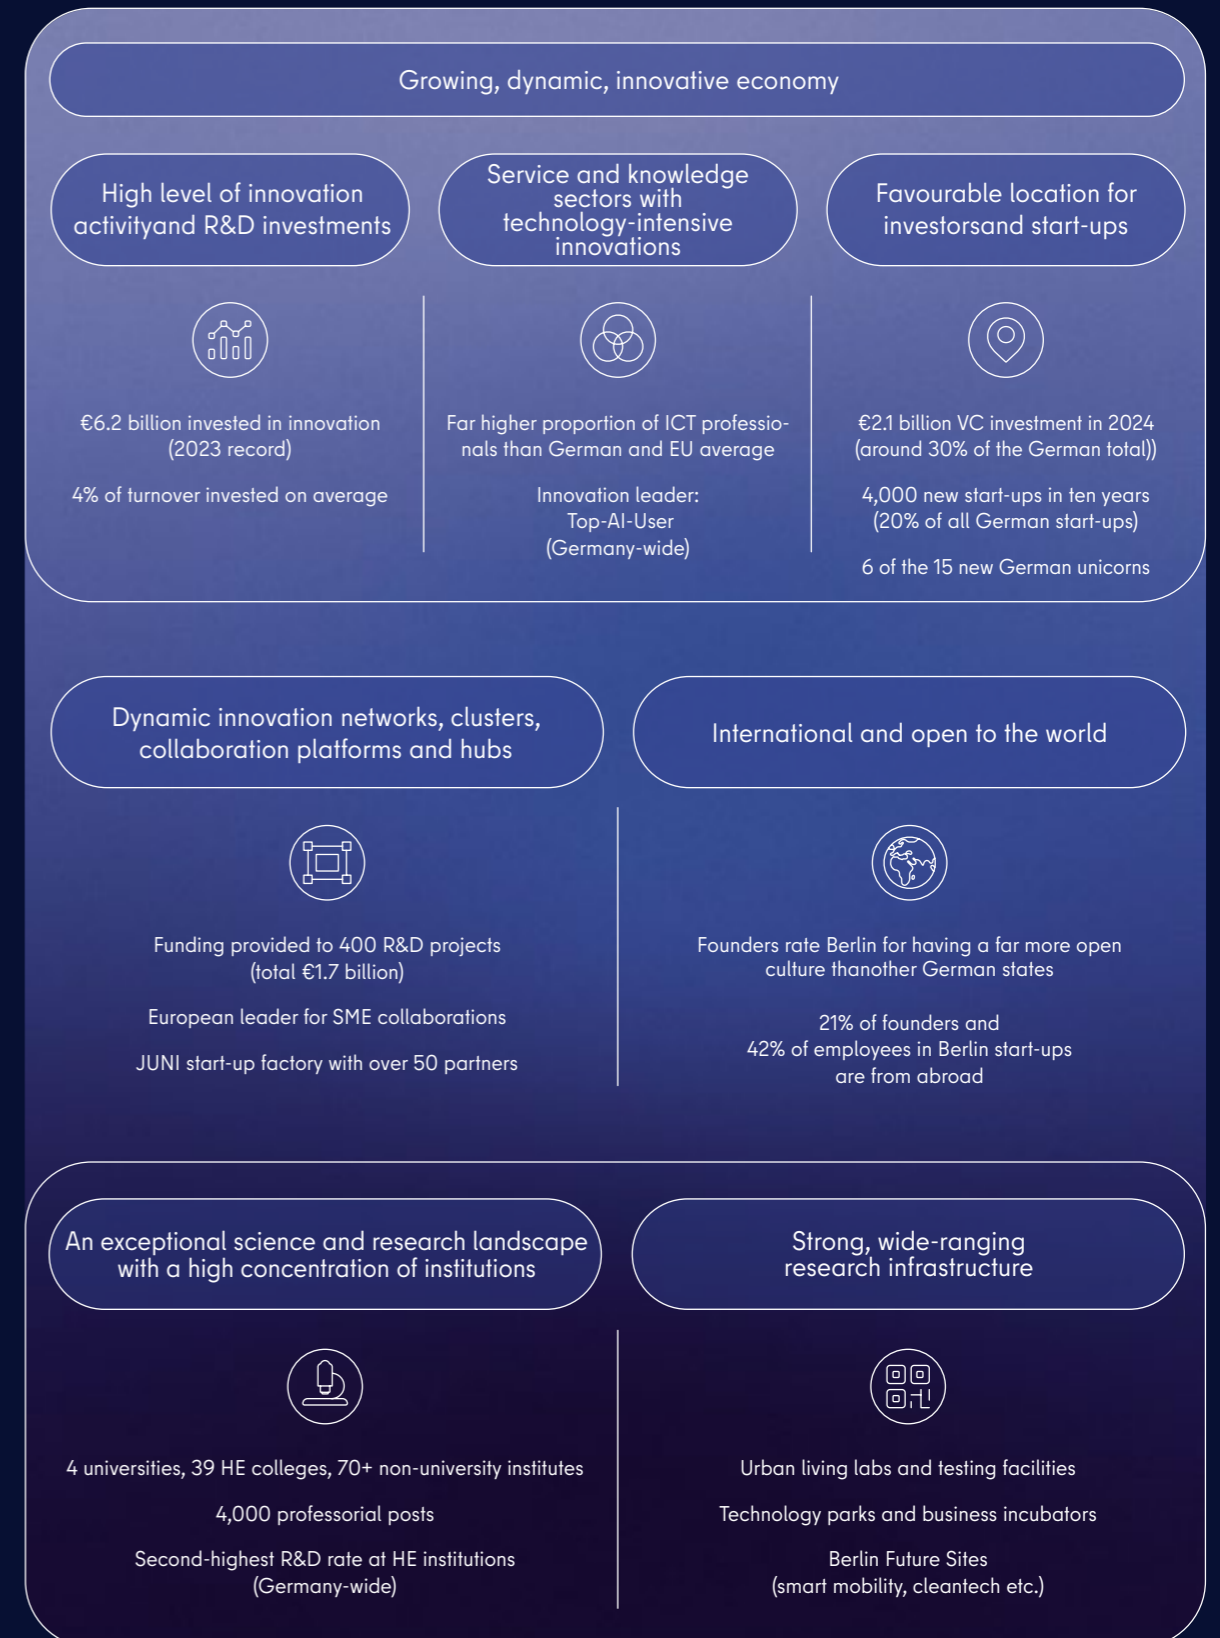 Growing, dynamic, innovative economy
High level of innovation
activityand R&D investments
Service and knowledge
sectors with
technology-intensive
innovations
Favourable location for
investorsand start-ups
€6.2 billion invested in innovation
(2023 record)
4% of turnover invested on average
Far higher proportion of ICT professio-
nals than German and EU average
Innovation leader:
Top-AI-User
(Germany-wide)
€2.1 billion VC investment in 2024
(around 30% of the German total))
4,000 new start-ups in ten years
(20% of all German start-ups)
6 of the 15 new German unicorns
Dynamic innovation networks, clusters,
collaboration platforms and hubs
International and open to the world
Funding provided to 400 R&D projects
(total €1.7 billion)
European leader for SME collaborations
JUNI start-up factory with over 50 partners
Founders rate Berlin for having a far more open
culture thanother German states
21% of founders and
42% of employees in Berlin start-ups
are from abroad
An exceptional science and research landscape
with a high concentration of institutions
Strong, wide-ranging
research infrastructure
4 universities, 39 HE colleges, 70+ non-university institutes
4,000 professorial posts
Second-highest R&D rate at HE institutions
(Germany-wide)
Urban living labs and testing facilities
Technology parks and business incubators
Berlin Future Sites
(smart mobility, cleantech etc.)